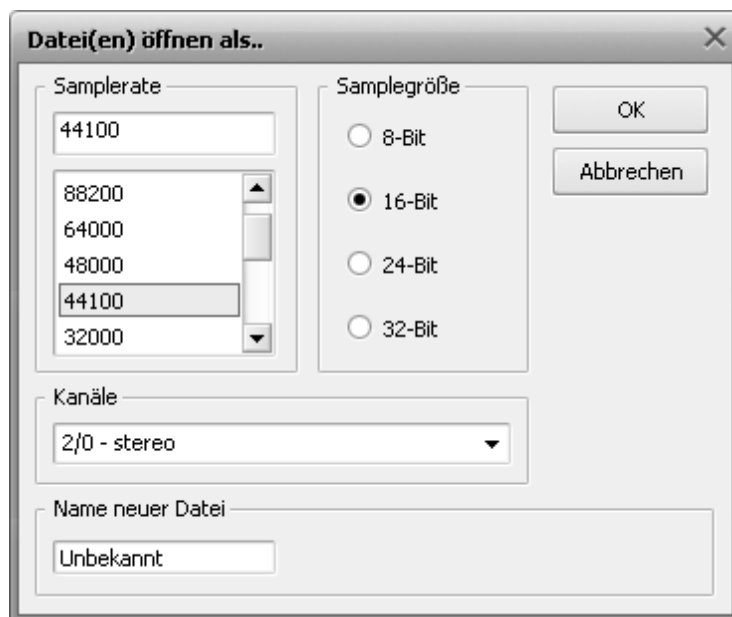 Datei(en) öffnen als..
Samplerate
44100
88200
64000
48000
44100
32000
Samplegröße
8-Bit
16-Bit
24-Bit
32-Bit
OK
Abbrechen
Kanäle
2/0 - stereo
Name neuer Datei
Unbekannt